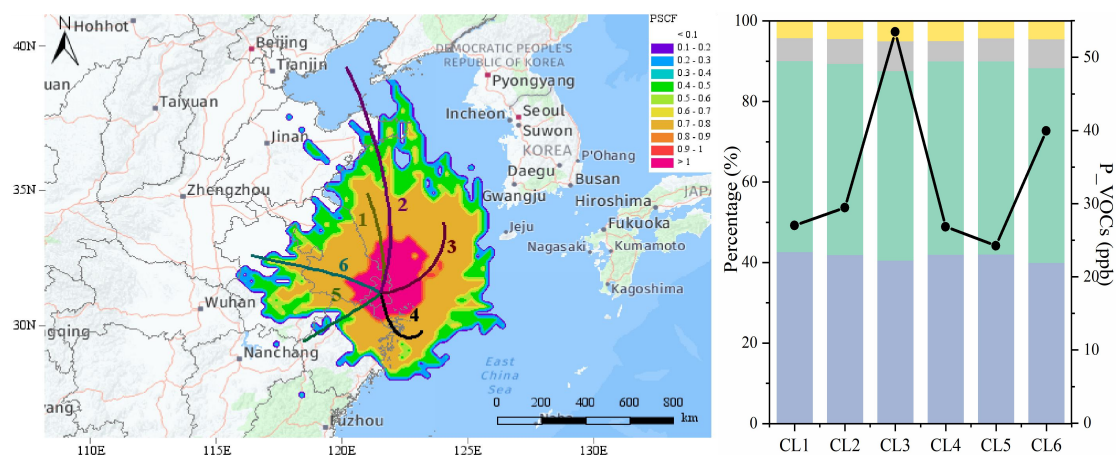 Hohhot
Beijing
Tianjin
Taiyuan
Jinan
Zhengzhou
Wuhan
Nanchang
Fuzhou
DEMOCRATIC PEOPLE'S
REPUBLIC OF KOREA
Pyongyang
Incheon
Seoul
Suwon
KOREA
P'Ohang
Daegu
Busan
Gwangju
Hiroshima
Jeju
Fukuoka
Nagasaki
Kumamoto
Kagoshima
East
China
Sea
1
2
3
4
5
6
PSCF
< 0.1
0.1 - 0.2
0.2 - 0.3
0.3 - 0.4
0.4 - 0.5
0.5 - 0.6
0.6 - 0.7
0.7 - 0.8
0.8 - 0.9
0.9 - 1
> 1
0 200 400 600 800
km
40N
35N
30N
110E 115E 120E 125E 130E
Percentage (%)
100
80
60
40
20
0
CL1 CL2 CL3 CL4 CL5 CL6
50
40
30
20
10
0
P_VOCs (ppb)